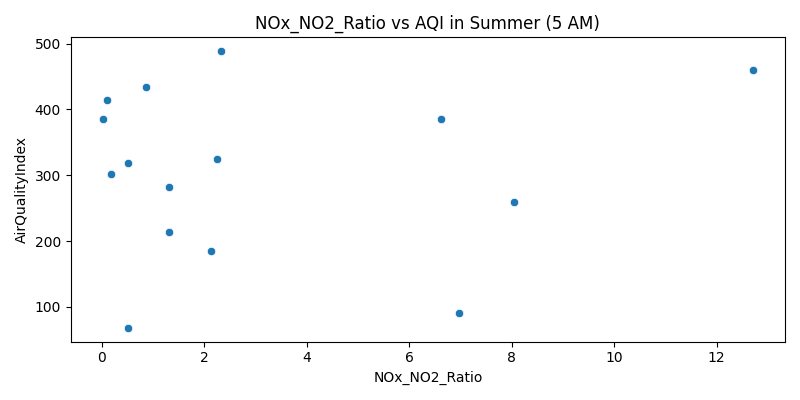 NOx_NO2_Ratio vs AQI in Summer (5 AM)
500
400
300
200
100
AirQualityIndex
0 2 4 6 8 10 12
NOx_NO2_Ratio